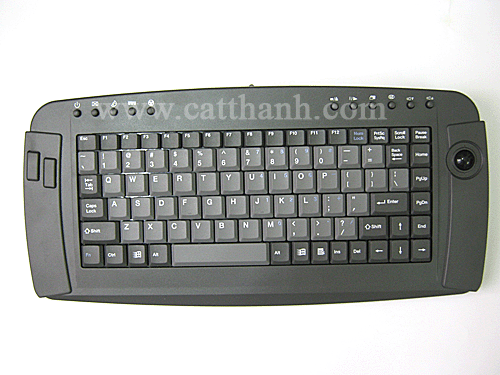 www.catthanh.com
Esc F1 F2 F3 F4 F5 F6 F7 F8 F9 F10 F11 F12 Num Lock PrtSc SysRq Scroll Lock Pause Break
~ ! @ # $ % ^ & * ( ) _ + Back Space Home
` 1 2 3 4 5 6 7 8 9 0 - =
Tab Q W E R T Y U I O P { } | PgUp
[ ] \
Caps Lock A S D F G H J K L : " Enter PgDn
; '
Shift Z X C V B N M < > ? Shift ↑ End
, . /
Fn Ctrl Alt Alt Ins Del ← ↓ →